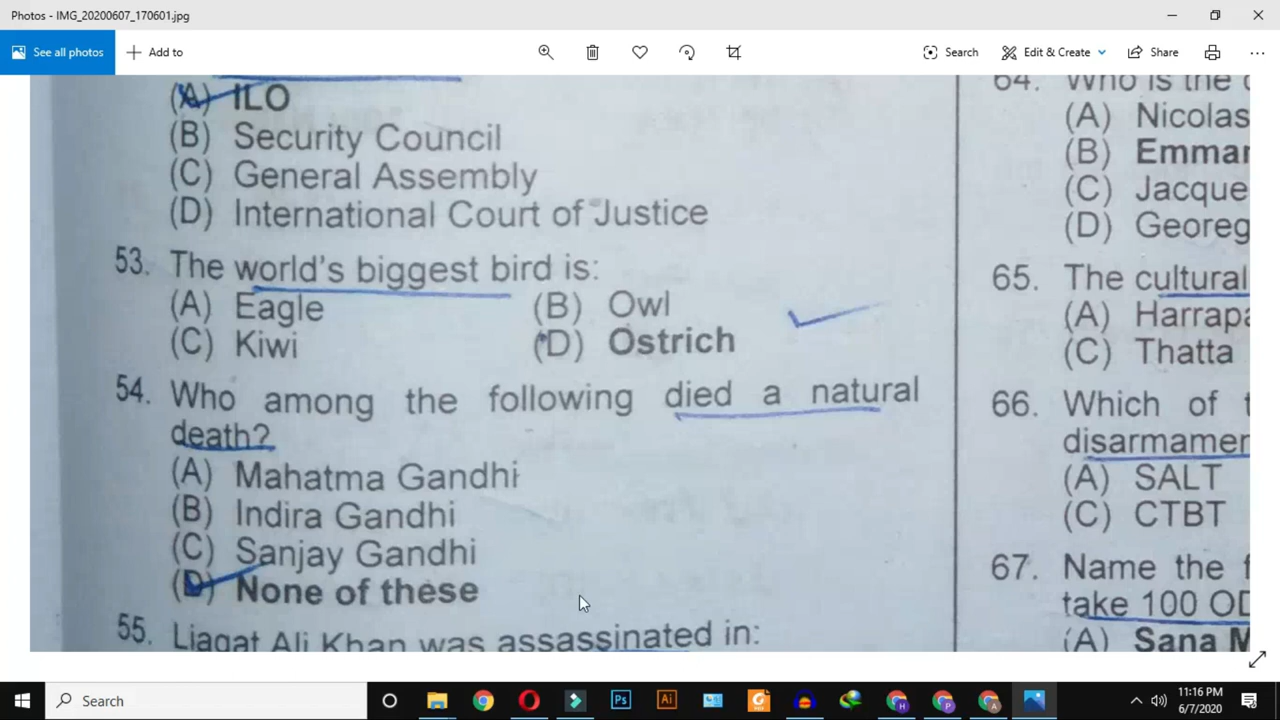 Photos - IMG_20200607_170601.jpg
See all photos
Add to
Search
Edit & Create
Share
(A) ILO
(B) Security Council
(C) General Assembly
(D) International Court of Justice
53. The world's biggest bird is:
(A) Eagle (B) Owl
(C) Kiwi (D) Ostrich
54. Who among the following died a natural
death?
(A) Mahatma Gandhi
(B) Indira Gandhi
(C) Sanjay Gandhi
(D) None of these
55. Liaqat Ali Khan was assassinated in:
64. Who is the
(A) Nicolas
(B) Emmar
(C) Jacque
(D) Georeg
65. The cultural
(A) Harrapa
(C) Thatta
66. Which of
disarmamen
(A) SALT
(C) CTBT
67. Name the
take 100 OD
(A) Sana M
Search
11:16 PM
6/7/2020